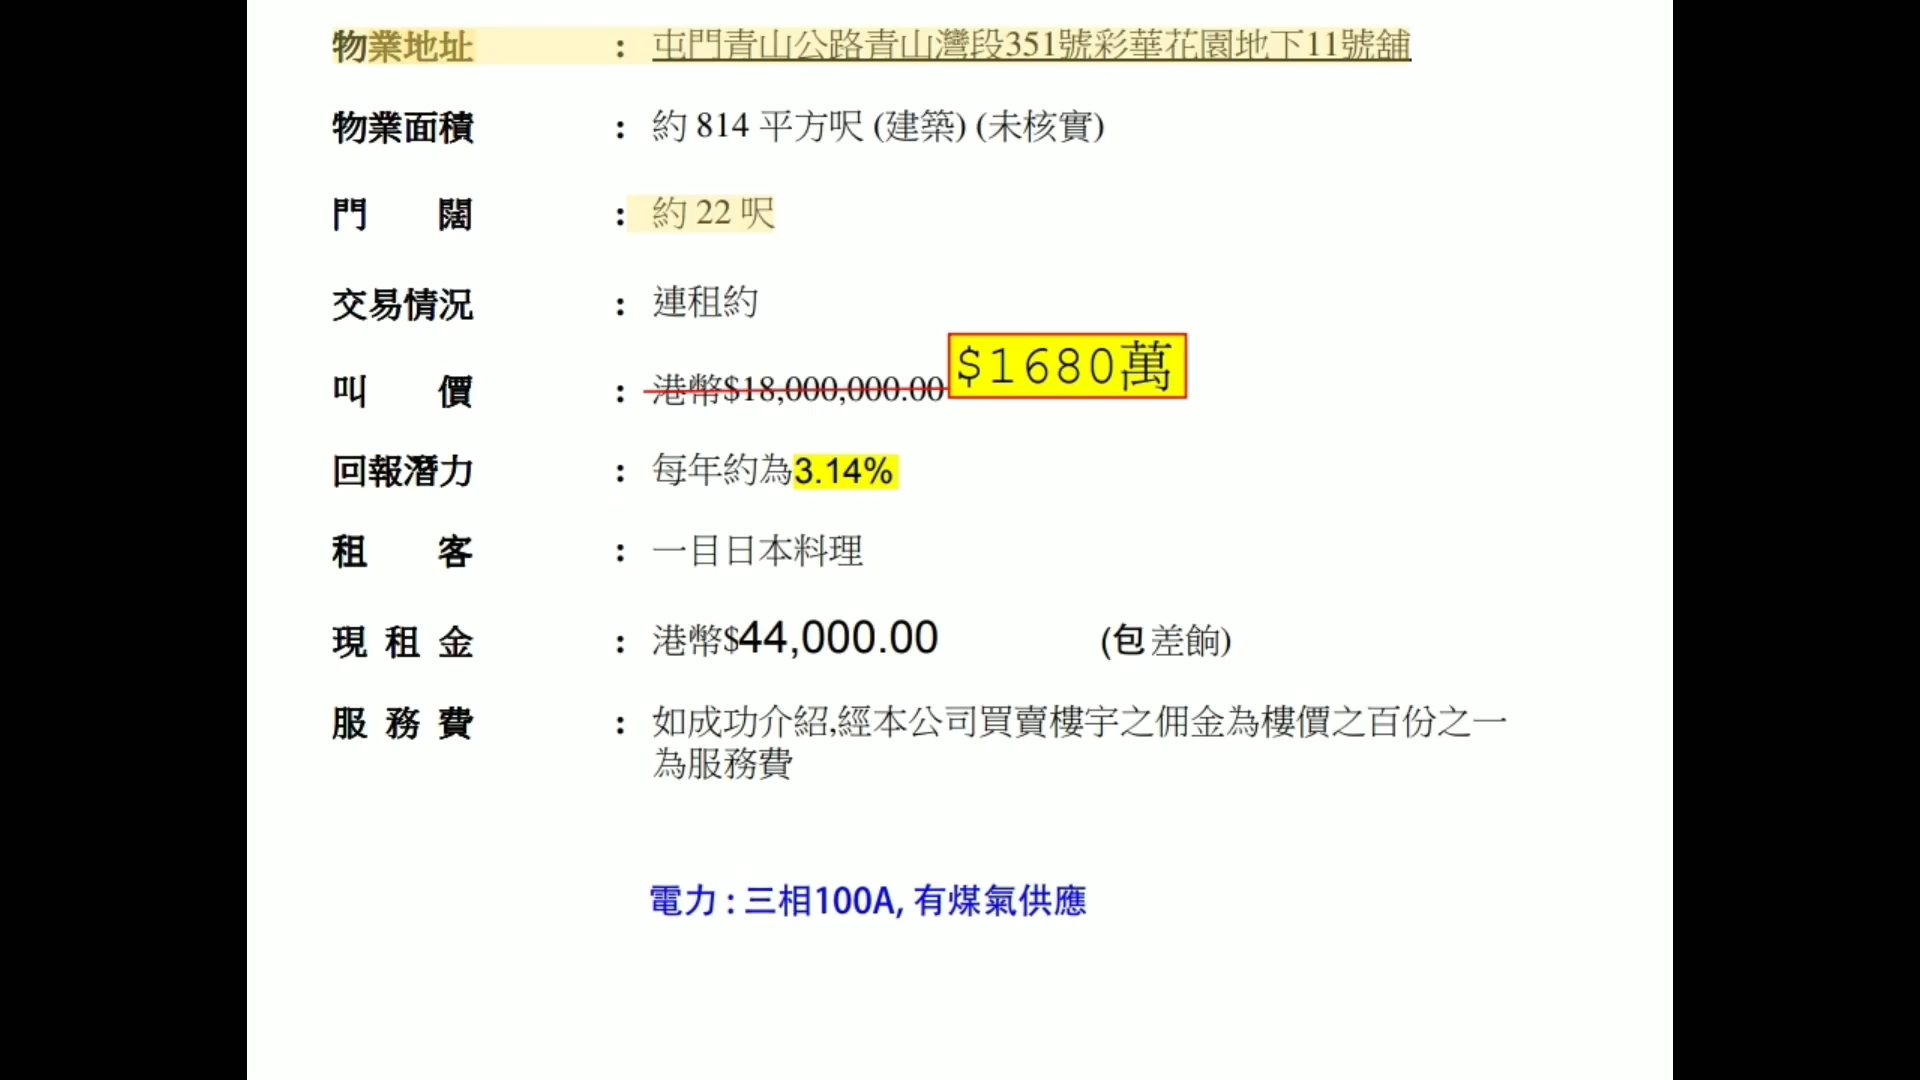 物業地址 : 屯門青山公路青山灣段351號彩華花園地下11號舖
物業面積 : 約 814 平方呎 (建築) (未核實)
門 闊 : 約 22 呎
交易情況 : 連租約
叫 價 : 港幣$18,000,000.00 $1680萬
回報潛力 : 每年約為3.14%
租 客 : 一目日本料理
現 租 金 : 港幣$44,000.00 (包差餉)
服 務 費 : 如成功介紹,經本公司買賣樓宇之佣金為樓價之百份之一
為服務費
電力 : 三相100A, 有煤氣供應